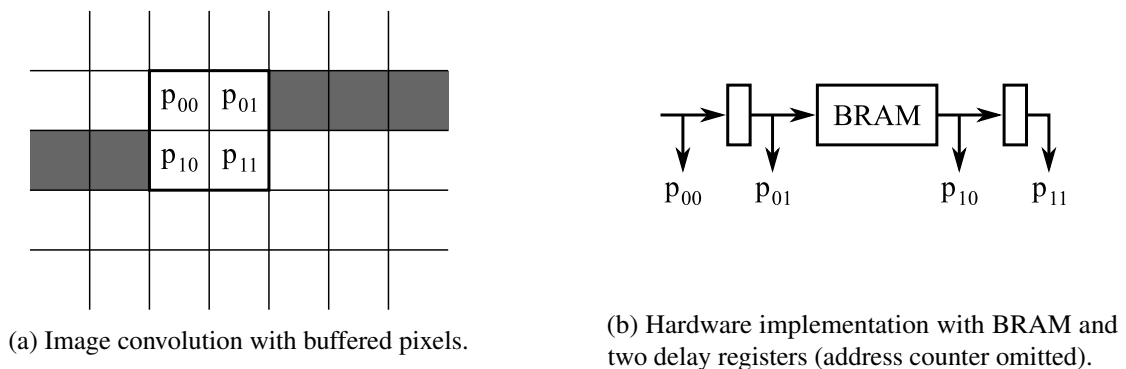 p00 p01
p10 p11
BRAM
p00 p01 p10 p11
(a) Image convolution with buffered pixels.
(b) Hardware implementation with BRAM and
two delay registers (address counter omitted).